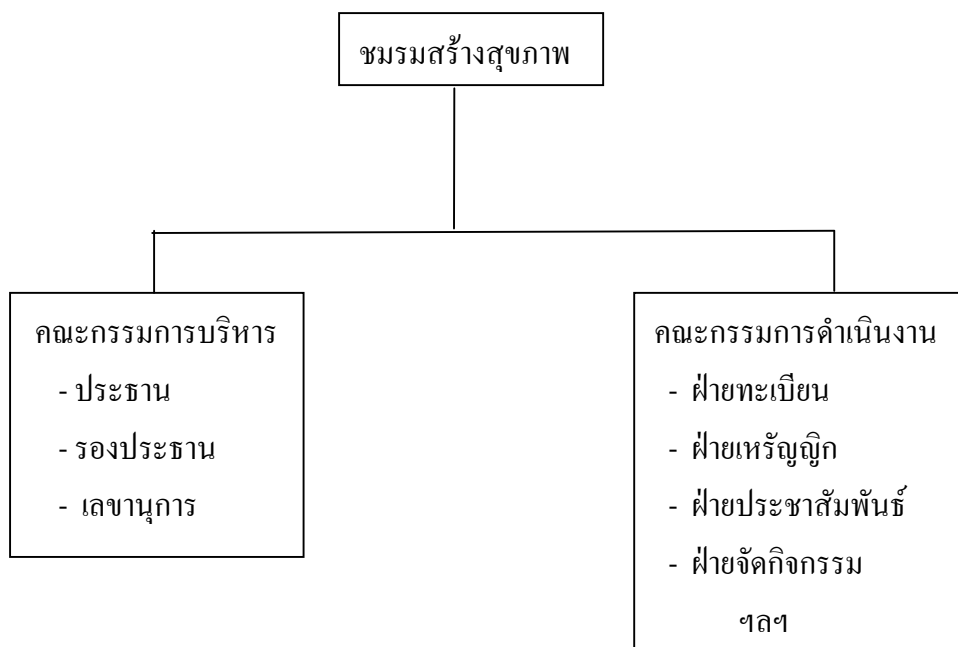 ชมรมสร้างสุขภาพ
คณะกรรมการบริหาร
- ประธาน
- รองประธาน
- เลขานุการ
คณะกรรมการดำเนินงาน
- ฝ่ายทะเบียน
- ฝ่ายเหรัญญิก
- ฝ่ายประชาสัมพันธ์
- ฝ่ายจัดกิจกรรม
ฯลฯ